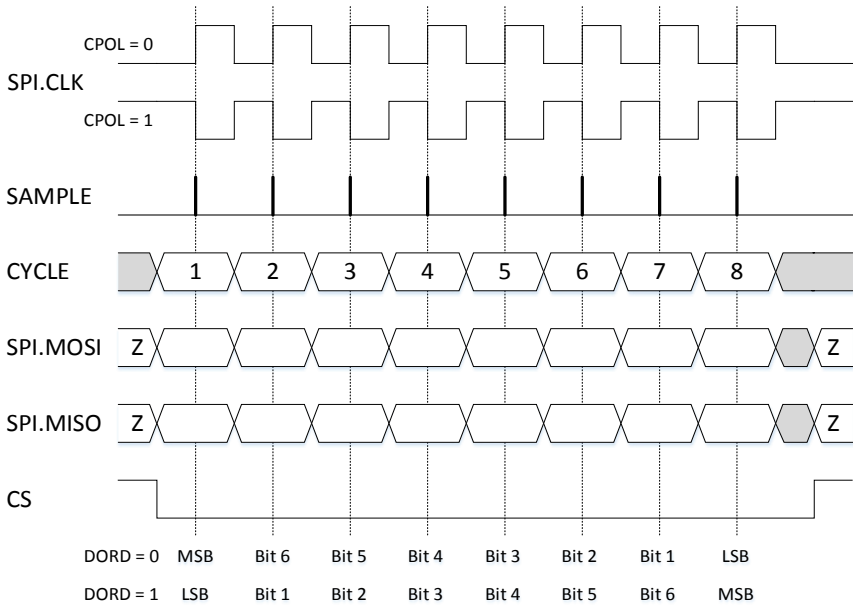 CPOL = 0
SPI.CLK
CPOL = 1
SAMPLE
CYCLE 1 2 3 4 5 6 7 8
SPI.MOSI Z Z
SPI.MISO Z Z
CS
DORD = 0 MSB Bit 6 Bit 5 Bit 4 Bit 3 Bit 2 Bit 1 LSB
DORD = 1 LSB Bit 1 Bit 2 Bit 3 Bit 4 Bit 5 Bit 6 MSB